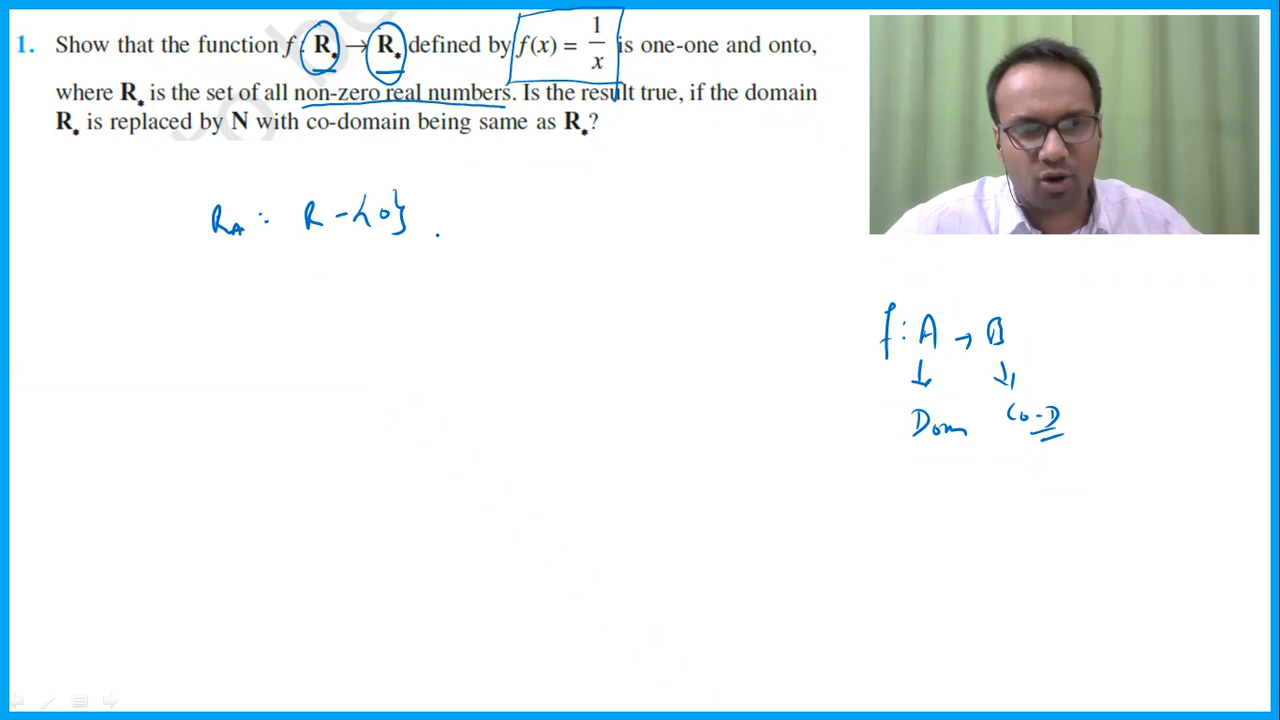 1. Show that the function f : R* → R* defined by f(x) = 1/x is one-one and onto,
where R* is the set of all non-zero real numbers. Is the result true, if the domain
R* is replaced by N with co-domain being same as R*?
R* : R - {0}
f : A → B
↓ ↓
Dom Co-D